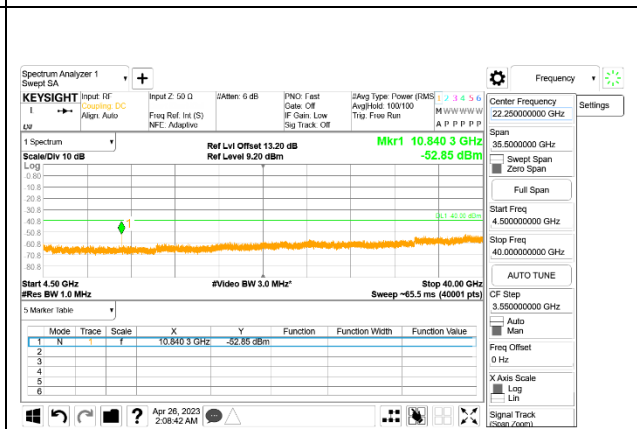 Spectrum Analyzer 1
Swept SA
Frequency
KEYSIGHT
Input: RF
Coupling: DC
Align: Auto
Input Z: 50 Ω
Freq Ref: Int (S)
NFE: Adaptive
#Atten: 6 dB
PNO: Fast
Gate: Off
IF Gain: Low
Sig Track: Off
#Avg Type: Power (RMS
Avg|Hold: 100/100
Trig: Free Run
1 2 3 4 5 6
M W W W W W
A P P P P P
Settings
Center Frequency
22.250000000 GHz
Span
35.5000000 GHz
Swept Span
Zero Span
Full Span
Start Freq
4.500000000 GHz
Stop Freq
40.000000000 GHz
AUTO TUNE
CF Step
3.550000000 GHz
Auto
Man
Freq Offset
0 Hz
X Axis Scale
Log
Lin
Signal Track
(Span Zoom)
1 Spectrum
Scale/Div 10 dB
Log
Ref Lvl Offset 13.20 dB
Ref Level 9.20 dBm
Mkr1 10.840 3 GHz
-52.85 dBm
-0.80
-10.8
-20.8
-30.8
-40.8
-50.8
-60.8
-70.8
-80.8
1
DL1 -40.00 dBm
Start 4.50 GHz
#Video BW 3.0 MHz*
Stop 40.00 GHz
#Res BW 1.0 MHz
Sweep ~65.5 ms (40001 pts)
5 Marker Table
Mode Trace Scale X Y Function Function Width Function Value
1 N 1 f 10.840 3 GHz -52.85 dBm
2
3
4
5
6
?
Apr 26, 2023
2:08:42 AM